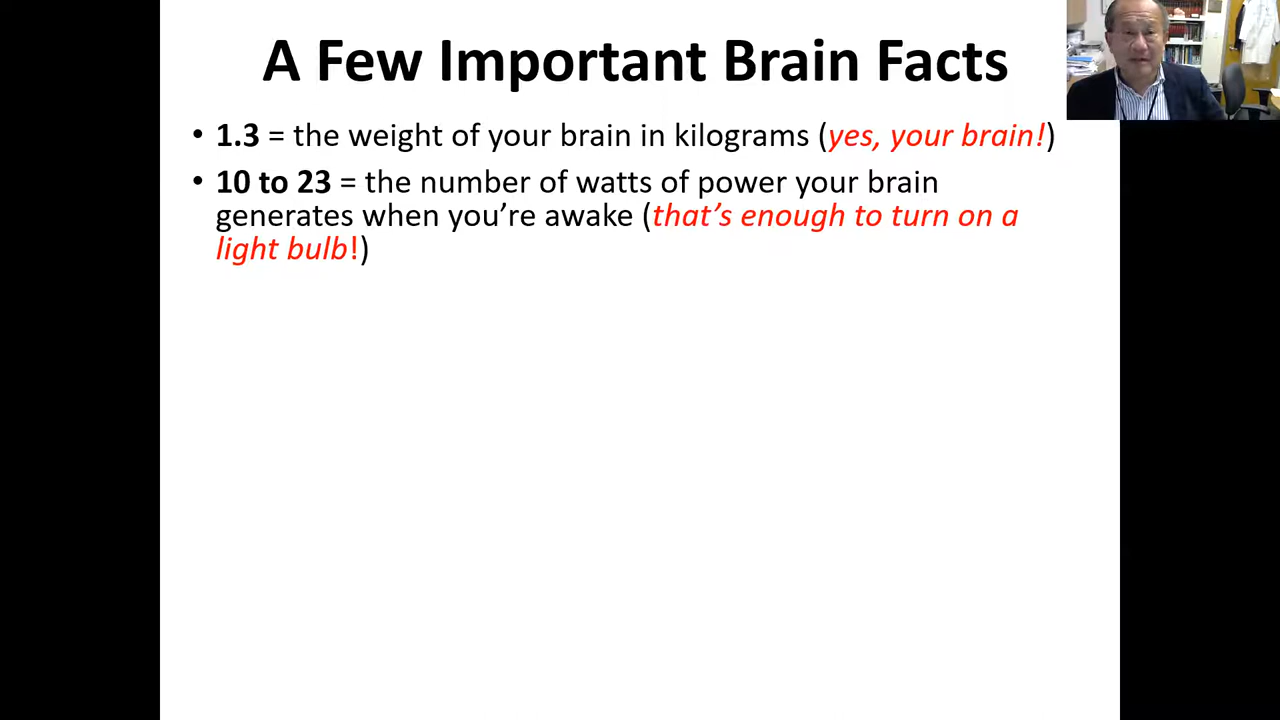 A Few Important Brain Facts
• 1.3 = the weight of your brain in kilograms (yes, your brain!)
• 10 to 23 = the number of watts of power your brain
generates when you’re awake (that’s enough to turn on a
light bulb!)